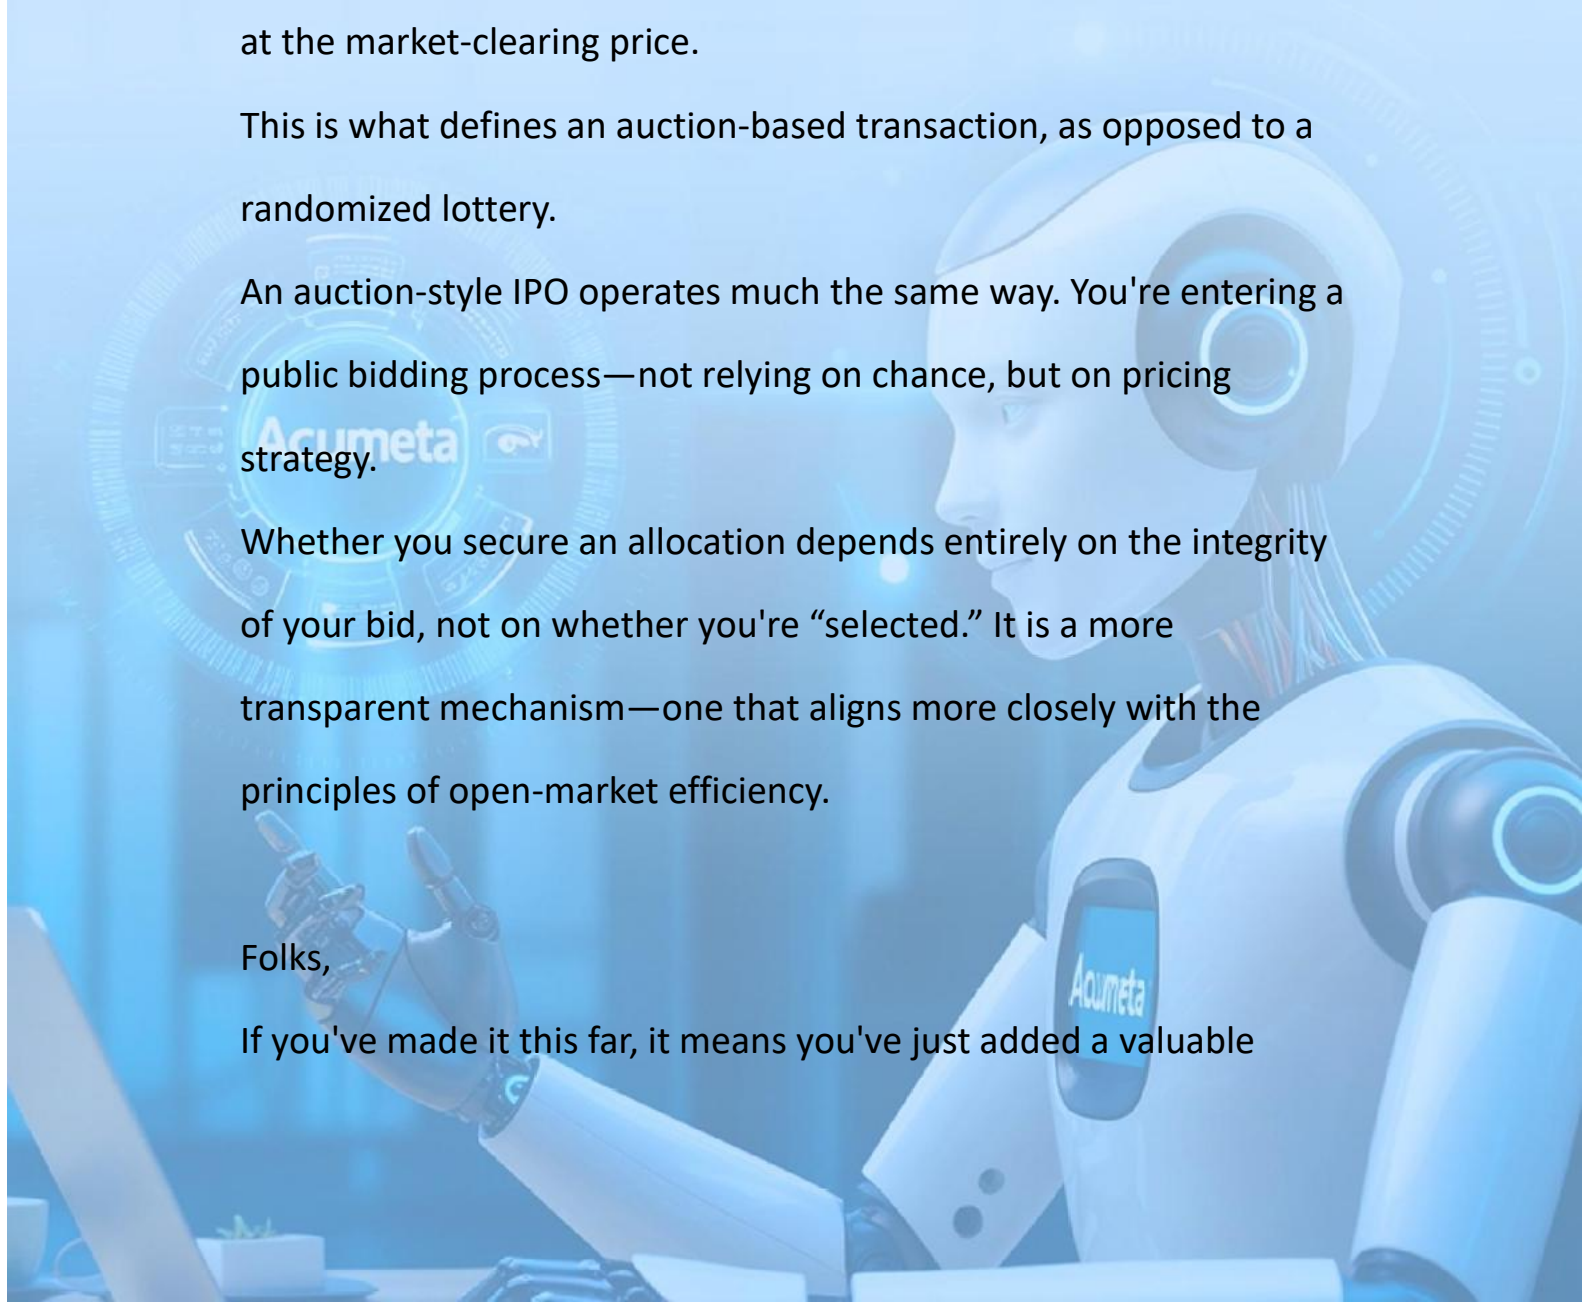 at the market-clearing price.
This is what defines an auction-based transaction, as opposed to a
randomized lottery.
An auction-style IPO operates much the same way. You're entering a
public bidding process—not relying on chance, but on pricing
Acumeta
strategy.
Whether you secure an allocation depends entirely on the integrity
of your bid, not on whether you're “selected.” It is a more
transparent mechanism—one that aligns more closely with the
principles of open-market efficiency.
Folks,
Acumeta
If you've made it this far, it means you've just added a valuable